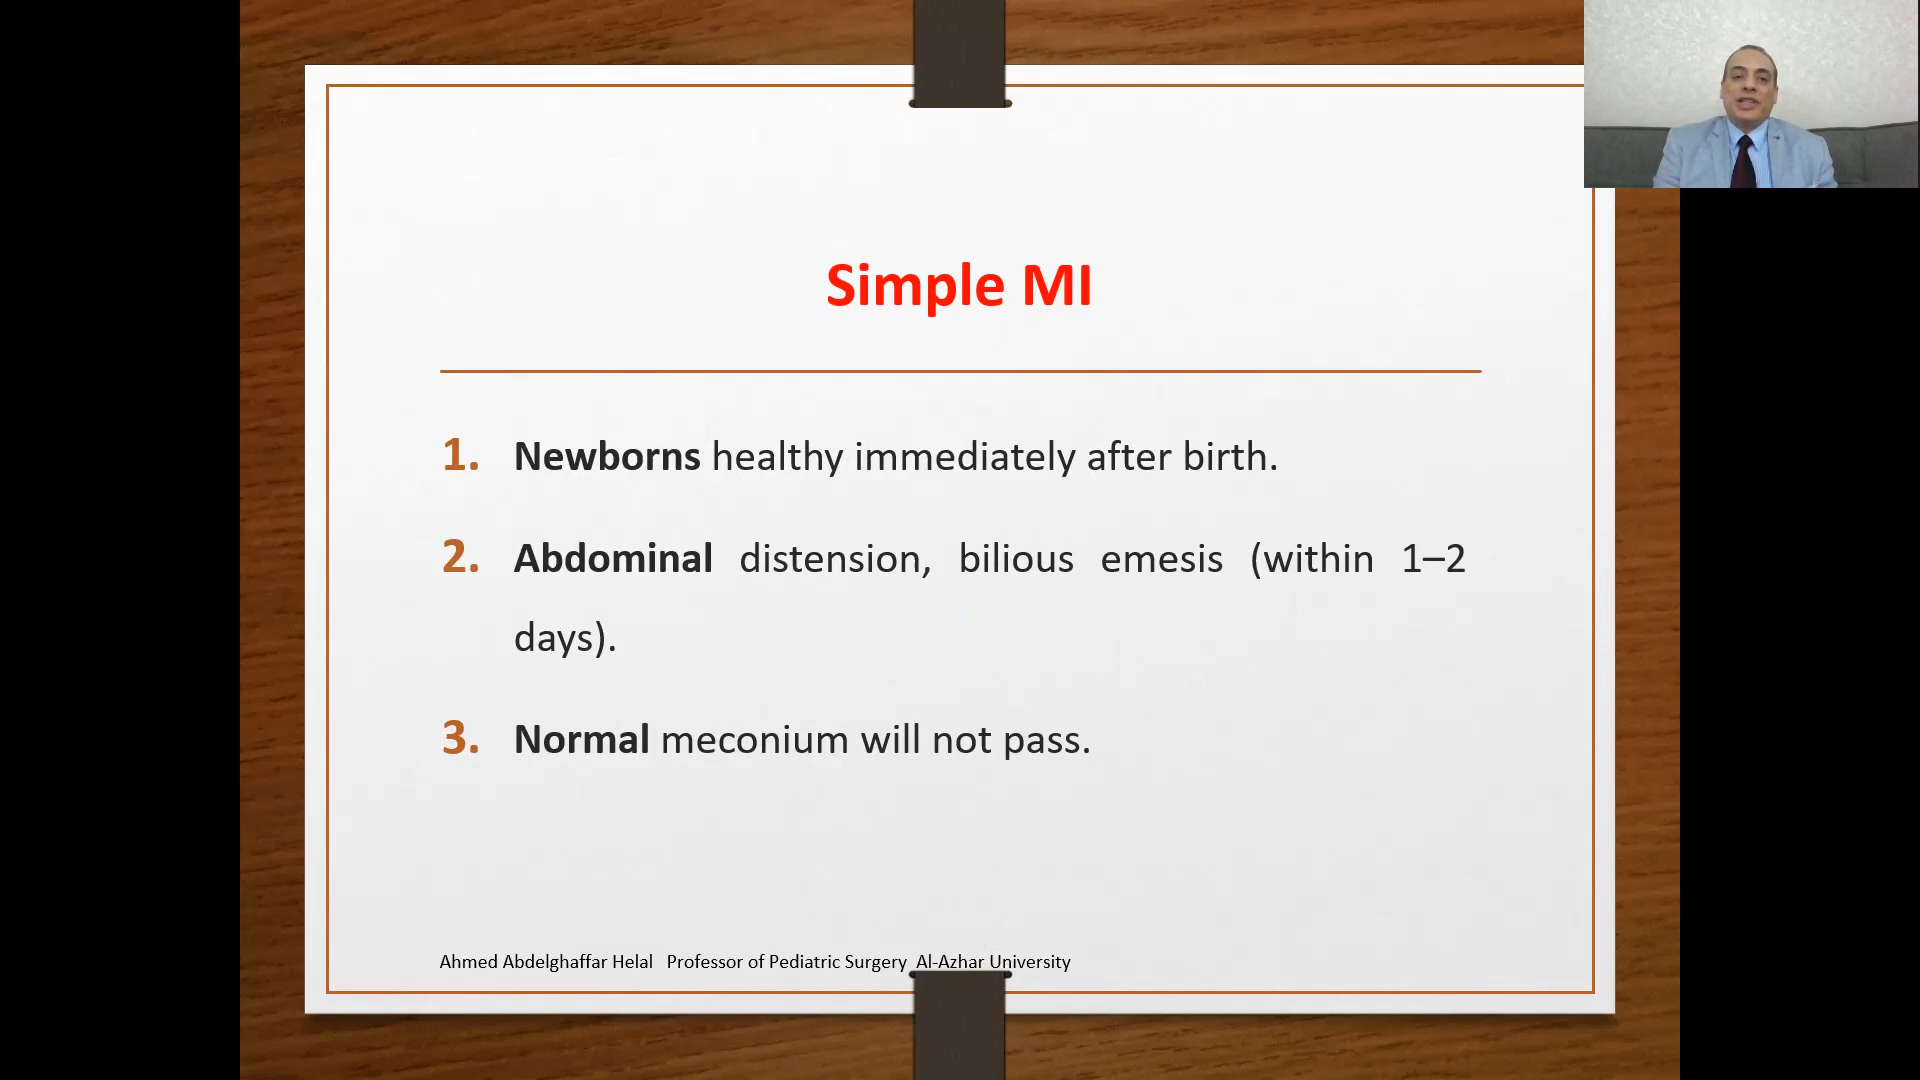 Simple MI
1. Newborns healthy immediately after birth.
2. Abdominal distension, bilious emesis (within 1–2
days).
3. Normal meconium will not pass.
Ahmed Abdelghaffar Helal Professor of Pediatric Surgery Al-Azhar University